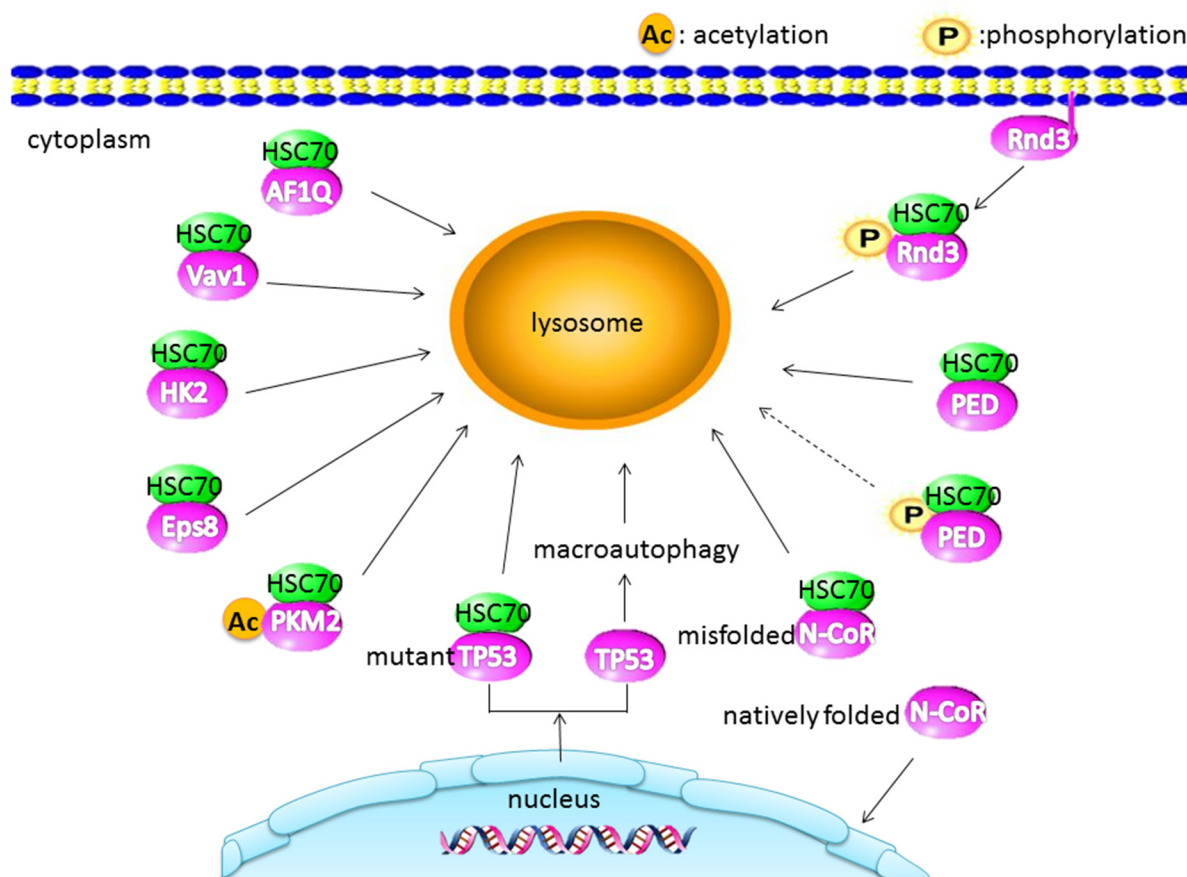 Ac : acetylation
P :phosphorylation
cytoplasm
HSC70
AF1Q
Rnd3
HSC70
Vav1
HSC70
P Rnd3
lysosome
HSC70
HK2
HSC70
PED
HSC70
Eps8
HSC70
P PED
macroautophagy
HSC70
Ac PKM2
HSC70
mutant TP53
TP53
HSC70
misfolded N-CoR
natively folded N-CoR
nucleus